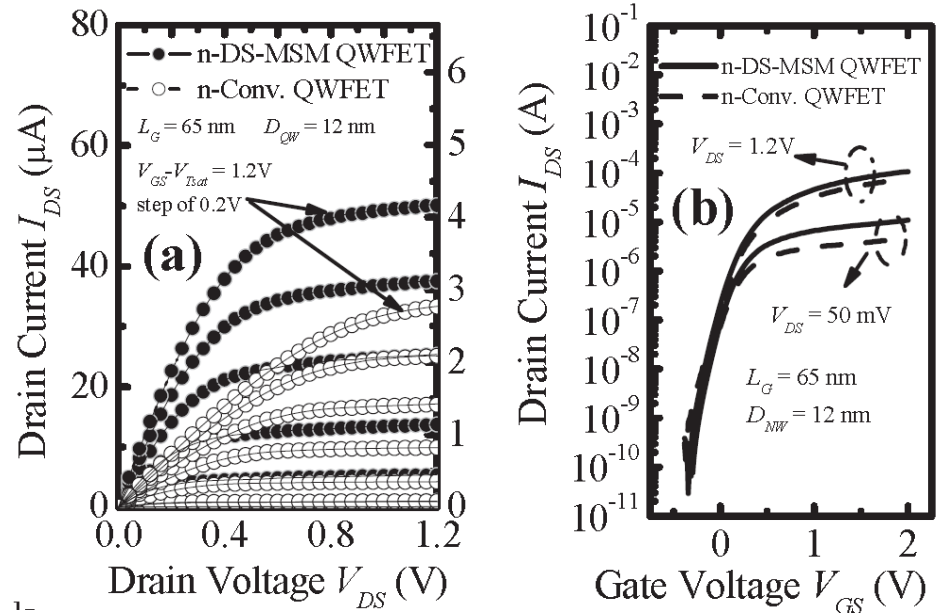 80
60
40
20
0
Drain Current I_DS (μA)
n-DS-MSM QWFET
n-Conv. QWFET
L_G = 65 nm D_QW = 12 nm
V_GS-V_Tsat = 1.2V
step of 0.2V
(a)
6
5
4
3
2
1
0
0.0 0.4 0.8 1.2
Drain Voltage V_DS (V)
10^-1
10^-2
10^-3
10^-4
10^-5
10^-6
10^-7
10^-8
10^-9
10^-10
10^-11
Drain Current I_DS (A)
n-DS-MSM QWFET
n-Conv. QWFET
V_DS = 1.2V
(b)
V_DS = 50 mV
L_G = 65 nm
D_NW = 12 nm
0 1 2
Gate Voltage V_GS (V)